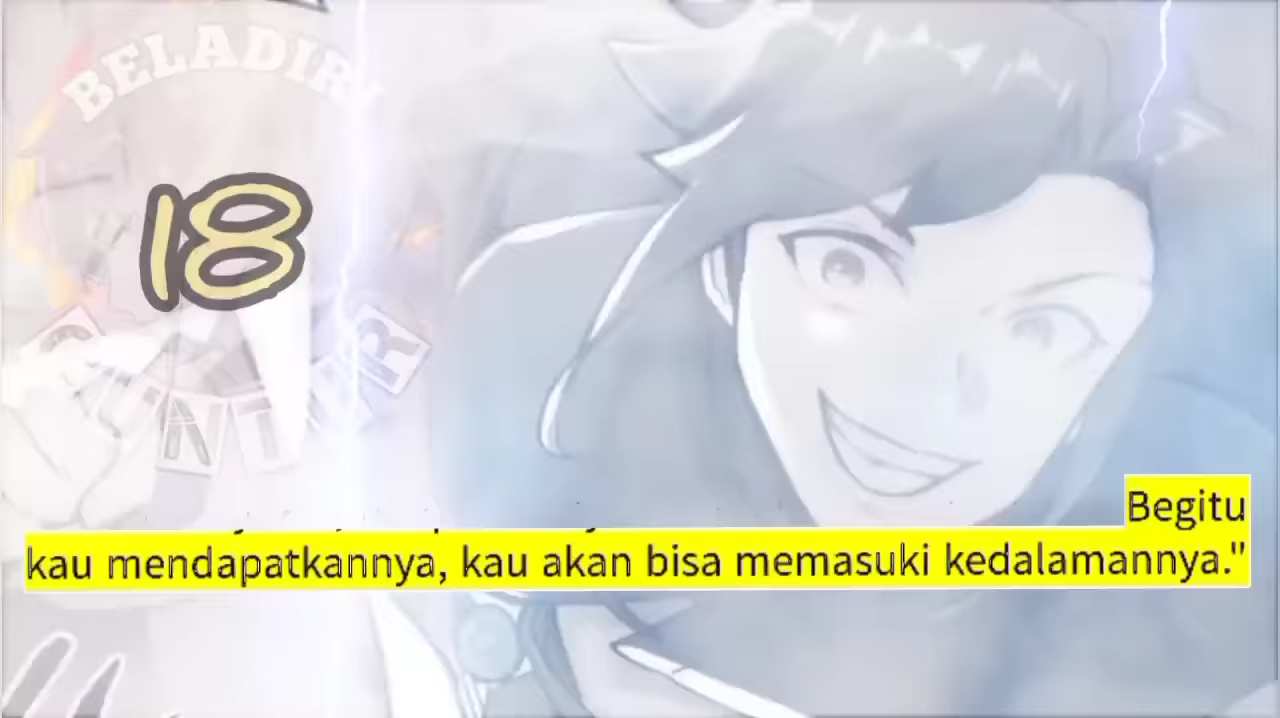 BELADIRI
18
Begitu
kau mendapatkannya, kau akan bisa memasuki kedalamannya."